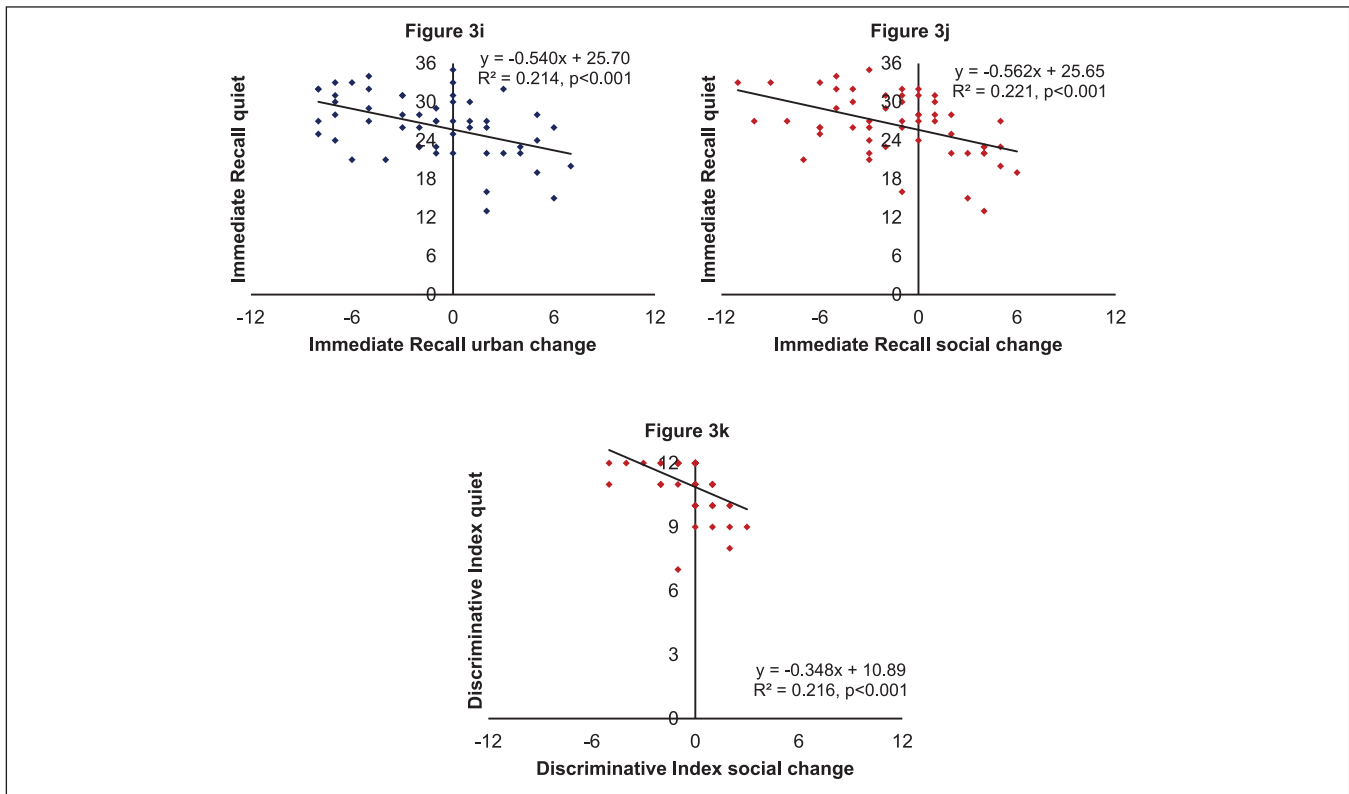 Figure 3i
y = -0.540x + 25.70
R² = 0.214, p<0.001
Immediate Recall quiet
36
30
24
18
12
6
0
-12 -6 0 6 12
Immediate Recall urban change
Figure 3j
y = -0.562x + 25.65
R² = 0.221, p<0.001
Immediate Recall quiet
36
30
24
18
12
6
0
-12 -6 0 6 12
Immediate Recall social change
Figure 3k
Discriminative Index quiet
12
9
6
3
0
y = -0.348x + 10.89
R² = 0.216, p<0.001
-12 -6 0 6 12
Discriminative Index social change